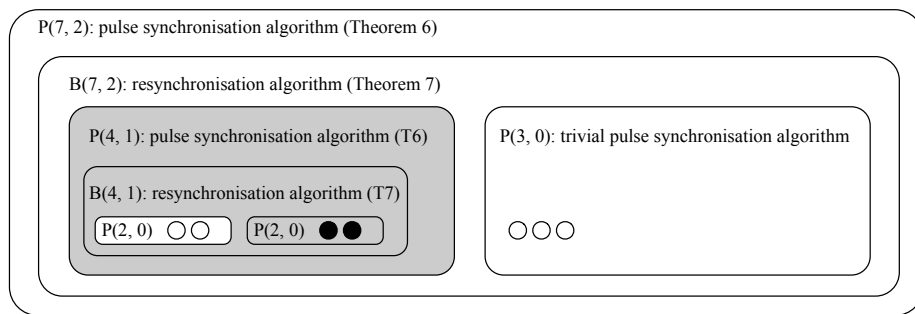 P(7, 2): pulse synchronisation algorithm (Theorem 6)
B(7, 2): resynchronisation algorithm (Theorem 7)
P(4, 1): pulse synchronisation algorithm (T6)
B(4, 1): resynchronisation algorithm (T7)
P(2, 0)
P(2, 0)
P(3, 0): trivial pulse synchronisation algorithm